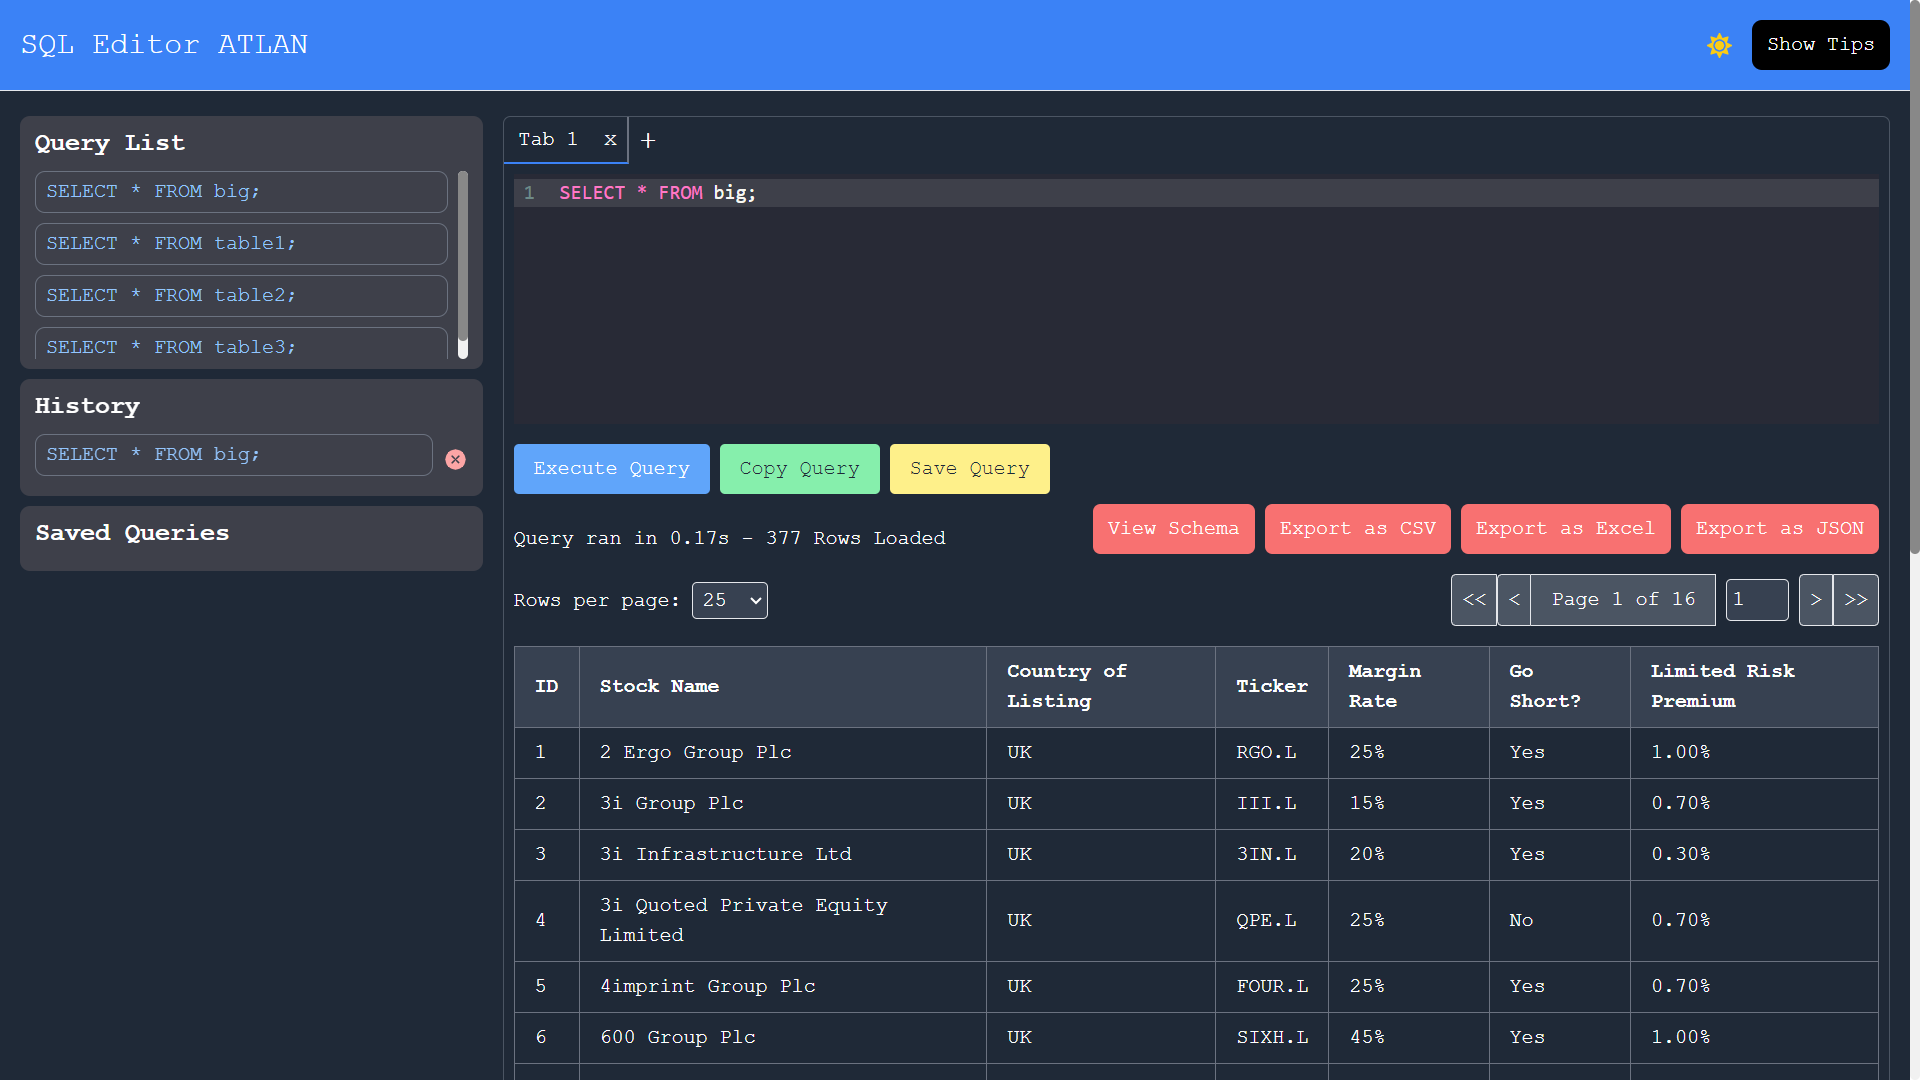 SQL Editor ATLAN
Show Tips
Query List
SELECT * FROM big;
SELECT * FROM table1;
SELECT * FROM table2;
SELECT * FROM table3;
History
SELECT * FROM big;
Saved Queries
Tab 1 x +
1 SELECT * FROM big;
Execute Query
Copy Query
Save Query
Query ran in 0.17s - 377 Rows Loaded
View Schema
Export as CSV
Export as Excel
Export as JSON
Rows per page: 25
<< < Page 1 of 16 1 > >>
ID Stock Name Country of Listing Ticker Margin Rate Go Short? Limited Risk Premium
1 2 Ergo Group Plc UK RGO.L 25% Yes 1.00%
2 3i Group Plc UK III.L 15% Yes 0.70%
3 3i Infrastructure Ltd UK 3IN.L 20% Yes 0.30%
4 3i Quoted Private Equity Limited UK QPE.L 25% No 0.70%
5 4imprint Group Plc UK FOUR.L 25% Yes 0.70%
6 600 Group Plc UK SIXH.L 45% Yes 1.00%